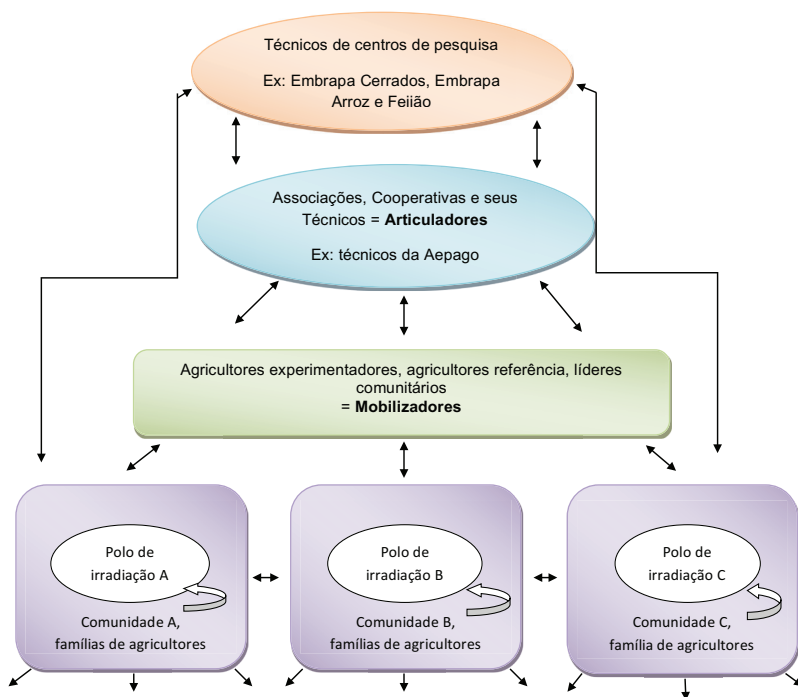 Técnicos de centros de pesquisa
Ex: Embrapa Cerrados, Embrapa
Arroz e Feiião
Associações, Cooperativas e seus
Técnicos = Articuladores
Ex: técnicos da Aepago
Agricultores experimentadores, agricultores referência, líderes
comunitários
= Mobilizadores
Polo de
irradiação A
Comunidade A,
famílias de agricultores
Polo de
irradiação B
Comunidade B,
famílias de agricultores
Polo de
irradiação C
Comunidade C,
família de agricultores